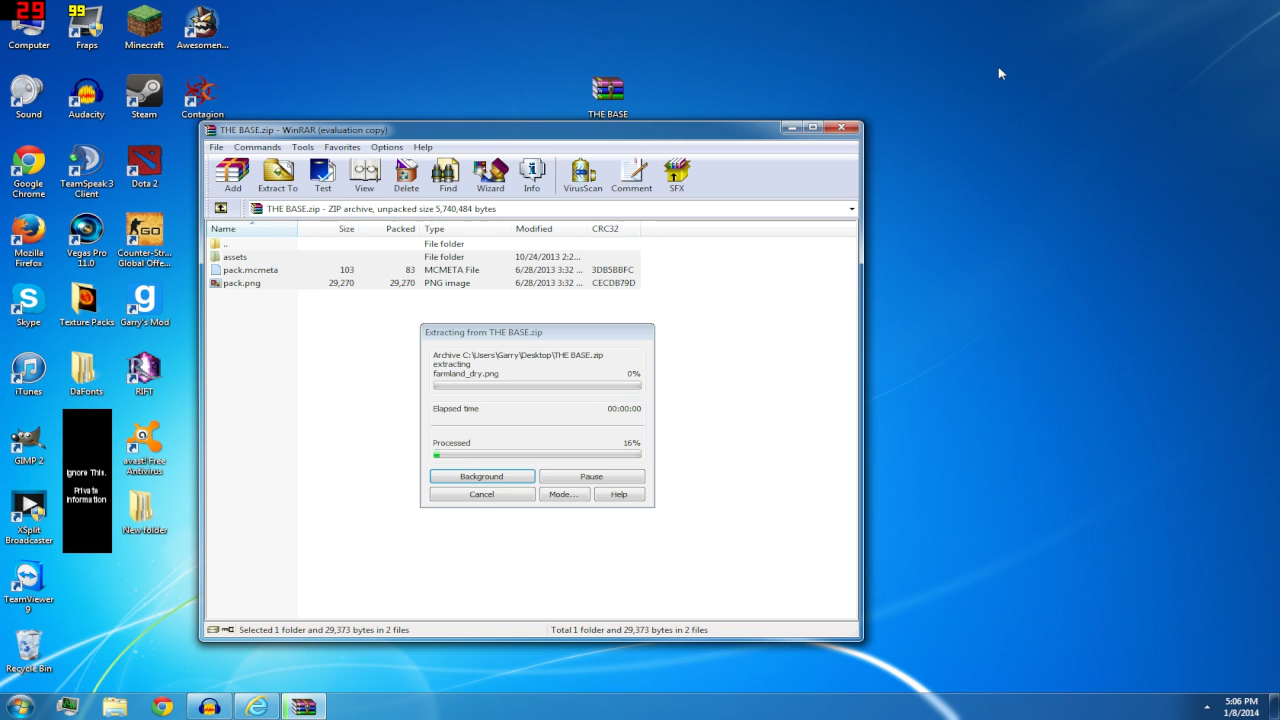 29
99
Computer
Fraps
Minecraft
Awesomen...
Sound
Audacity
Steam
Contagion
THE BASE
Google Chrome
TeamSpeak 3 Client
Dota 2
Mozilla Firefox
Vegas Pro 11.0
Counter-Str... Global Offe...
Skype
Texture Packs
Garry's Mod
iTunes
DaFonts
RIFT
GIMP 2
Ignore This.
Private Information
avast! Free Antivirus
XSplit Broadcaster
New folder
TeamViewer 9
Recycle Bin
THE BASE.zip - WinRAR (evaluation copy)
File Commands Tools Favorites Options Help
Add Extract To Test View Delete Find Wizard Info VirusScan Comment SFX
THE BASE.zip - ZIP archive, unpacked size 5,740,484 bytes
Name Size Packed Type Modified CRC32
.. File folder
assets File folder 10/24/2013 2:2...
pack.mcmeta 103 83 MCMETA File 6/28/2013 3:32 ... 3DB5BBFC
pack.png 29,270 29,270 PNG image 6/28/2013 3:32 ... CECDB79D
Extracting from THE BASE.zip
Archive C:\Users\Garry\Desktop\THE BASE.zip
extracting
farmland_dry.png 0%
Elapsed time 00:00:00
Processed 16%
Background Pause
Cancel Mode... Help
Selected 1 folder and 29,373 bytes in 2 files
Total 1 folder and 29,373 bytes in 2 files
5:06 PM
1/8/2014